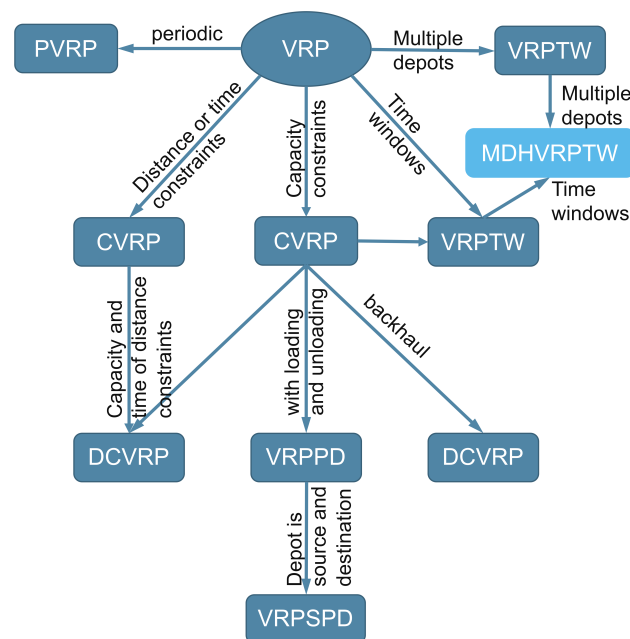 PVRP
periodic
VRP
Multiple
depots
VRPTW
Multiple
depots
MDHVRPTW
Time
windows
Distance or time
constraints
Capacity
constraints
Time
windows
CVRP
CVRP
VRPTW
Capacity and
time of distance
constraints
with loading
and unloading
backhaul
DCVRP
VRPPD
DCVRP
Depot is
source and
destination
VRPSPD